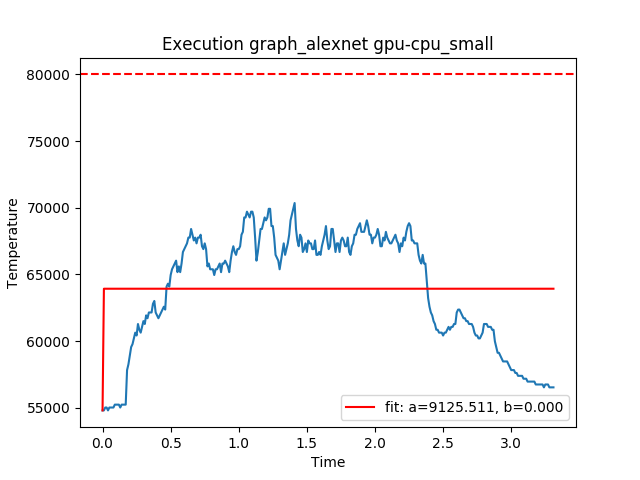 Execution graph_alexnet gpu-cpu_small
80000
75000
70000
65000
60000
55000
Temperature
fit: a=9125.511, b=0.000
0.0 0.5 1.0 1.5 2.0 2.5 3.0
Time